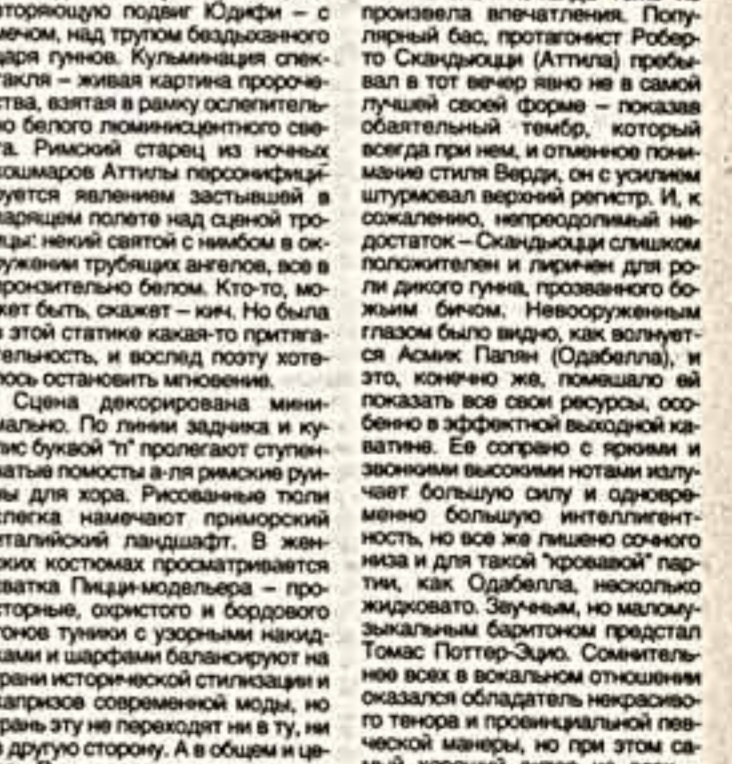 вторяющую подвиг Юдифи – с
мечом, над трупом бездыханного
царя гуннов. Кульминация спек-
такля – живая картина пророче-
ства, взятая в рамку ослепитель-
но белого люминисцентного све-
та. Римский старец из ночных
кошмаров Аттилы персонифици-
руется явлением застывшей в
парящем полете над сценой тро-
ицы: некий святой с нимбом в ок-
ружении трубящих ангелов, все в
пронзительно белом. Кто-то, мо-
жет быть, скажет – кич. Но была
в этой статике какая-то притяга-
тельность, и вослед поэту хоте-
лось остановить мгновение.
Сцена декорирована мини-
мально. По линии задника и ку-
лис буквой "п" пролегают ступен-
чатые помосты а-ля римские руи-
ны для хора. Рисованные тюли
слегка намечают приморский
италийский ландшафт. В жен-
ских костюмах просматривается
хватка Пицци-модельера – про-
сторные, охристого и бордового
тонов туники с узорными накид-
ками и шарфами балансируют на
грани исторической стилизации и
капризов современной моды, но
грань эту не переходят ни в ту, ни
в другую сторону. А в общем и це-
произвела впечатления. Попу-
лярный бас, протагонист Робер-
то Скандьюцци (Аттила) пребы-
вал в тот вечер явно не в самой
лучшей своей форме – показав
обаятельный тембр, который
всегда при нем, и отменное пони-
мание стиля Верди, он с усилием
штурмовал верхний регистр. И, к
сожалению, непреодолимый не-
достаток – Скандьюцци слишком
положителен и лиричен для ро-
ли дикого гунна, прозванного бо-
жьим бичом. Невооруженным
глазом было видно, как волнует-
ся Асмик Папян (Одабелла), и
это, конечно же, помешало ей
показать все свои ресурсы, осо-
бенно в эффектной выходной ка-
ватине. Ее сопрано с яркими и
звонкими высокими нотами излу-
чает большую силу и одновре-
менно большую интеллигент-
ность, но все же лишено сочного
низа и для такой "кровавой" пар-
тии, как Одабелла, несколько
жидковато. Звучным, но малому-
зыкальным баритоном предстал
Томас Поттер-Эцио. Сомнитель-
нее всех в вокальном отношении
оказался обладатель некрасиво-
го тенора и провинциальной пев-
ческой манеры, но при этом са-